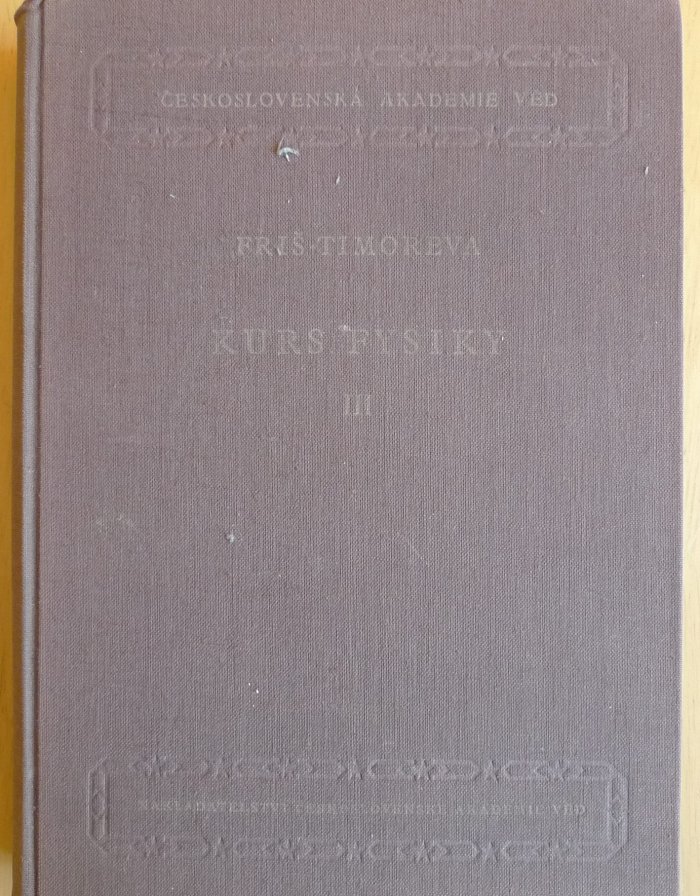 ČESKOSLOVENSKÁ AKADEMIE VĚD
FRIŠ-TIMOREVA
KURS FYSIKY
III
NAKLADATELSTVÍ ČESKOSLOVENSKÉ AKADEMIE VĚD